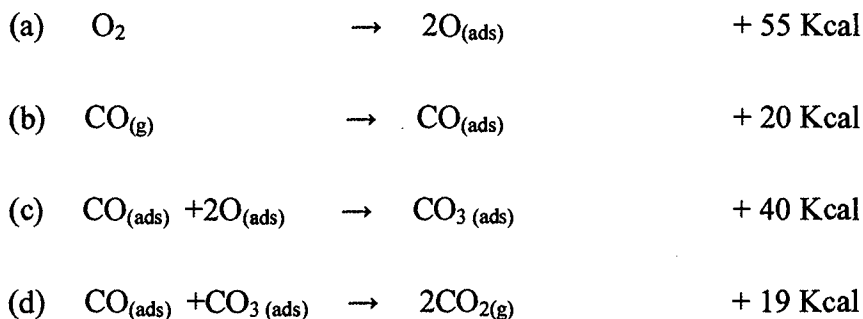 (a) O₂ → 2O(ads) + 55 Kcal
(b) CO(g) → CO(ads) + 20 Kcal
(c) CO(ads) +2O(ads) → CO₃ (ads) + 40 Kcal
(d) CO(ads) +CO₃ (ads) → 2CO₂(g) + 19 Kcal